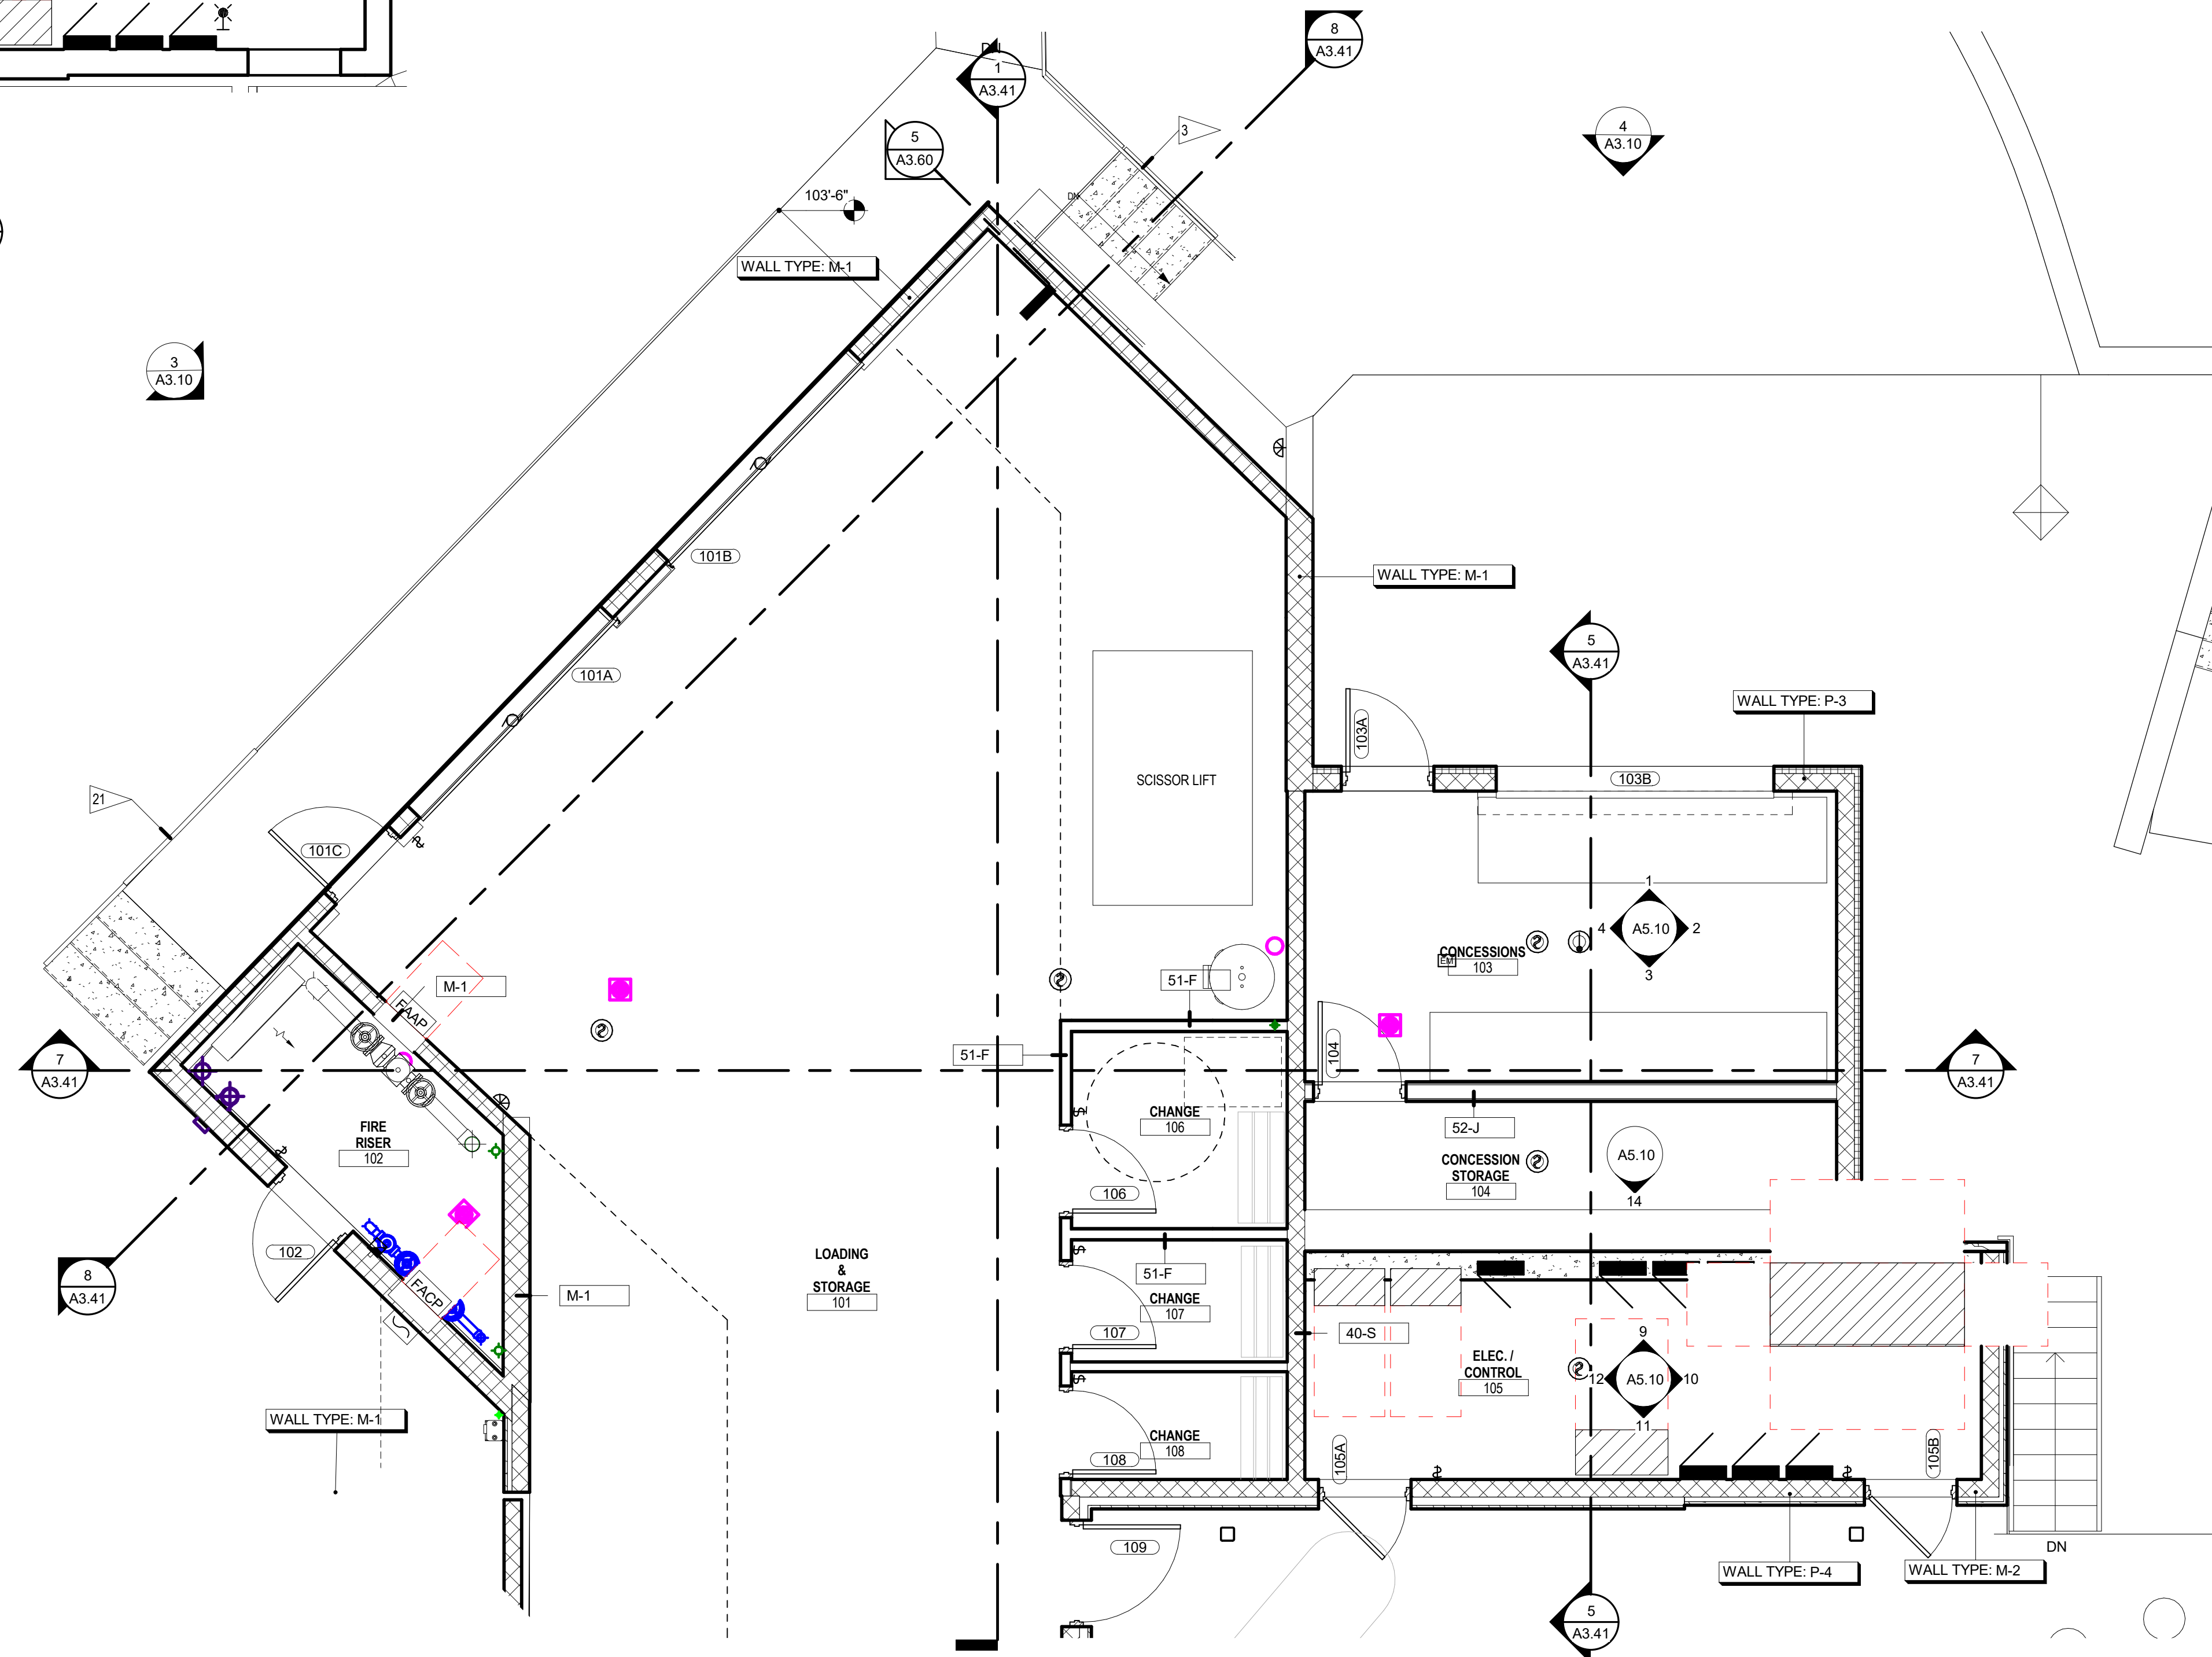 DN
1
A3.41
8
A3.41
5
A3.60
3
4
A3.10
103'-6"
DN
WALL TYPE: M-1
3
A3.10
101B
WALL TYPE: M-1
101A
5
A3.41
WALL TYPE: P-3
103A
103B
SCISSOR LIFT
21
101C
1
4
A5.10
2
3
CONCESSIONS
EM
103
M-1
51-F
FAAP
51-F
104
7
A3.41
7
A3.41
FIRE
RISER
102
CHANGE
106
52-J
A5.10
14
CONCESSION
STORAGE
104
106
102
LOADING
&
STORAGE
101
51-F
8
A3.41
FACP
M-1
CHANGE
107
107
40-S
9
ELEC. /
CONTROL
105
12
A5.10
10
11
WALL TYPE: M-1
CHANGE
108
108
105A
105B
109
DN
WALL TYPE: P-4
WALL TYPE: M-2
5
A3.41